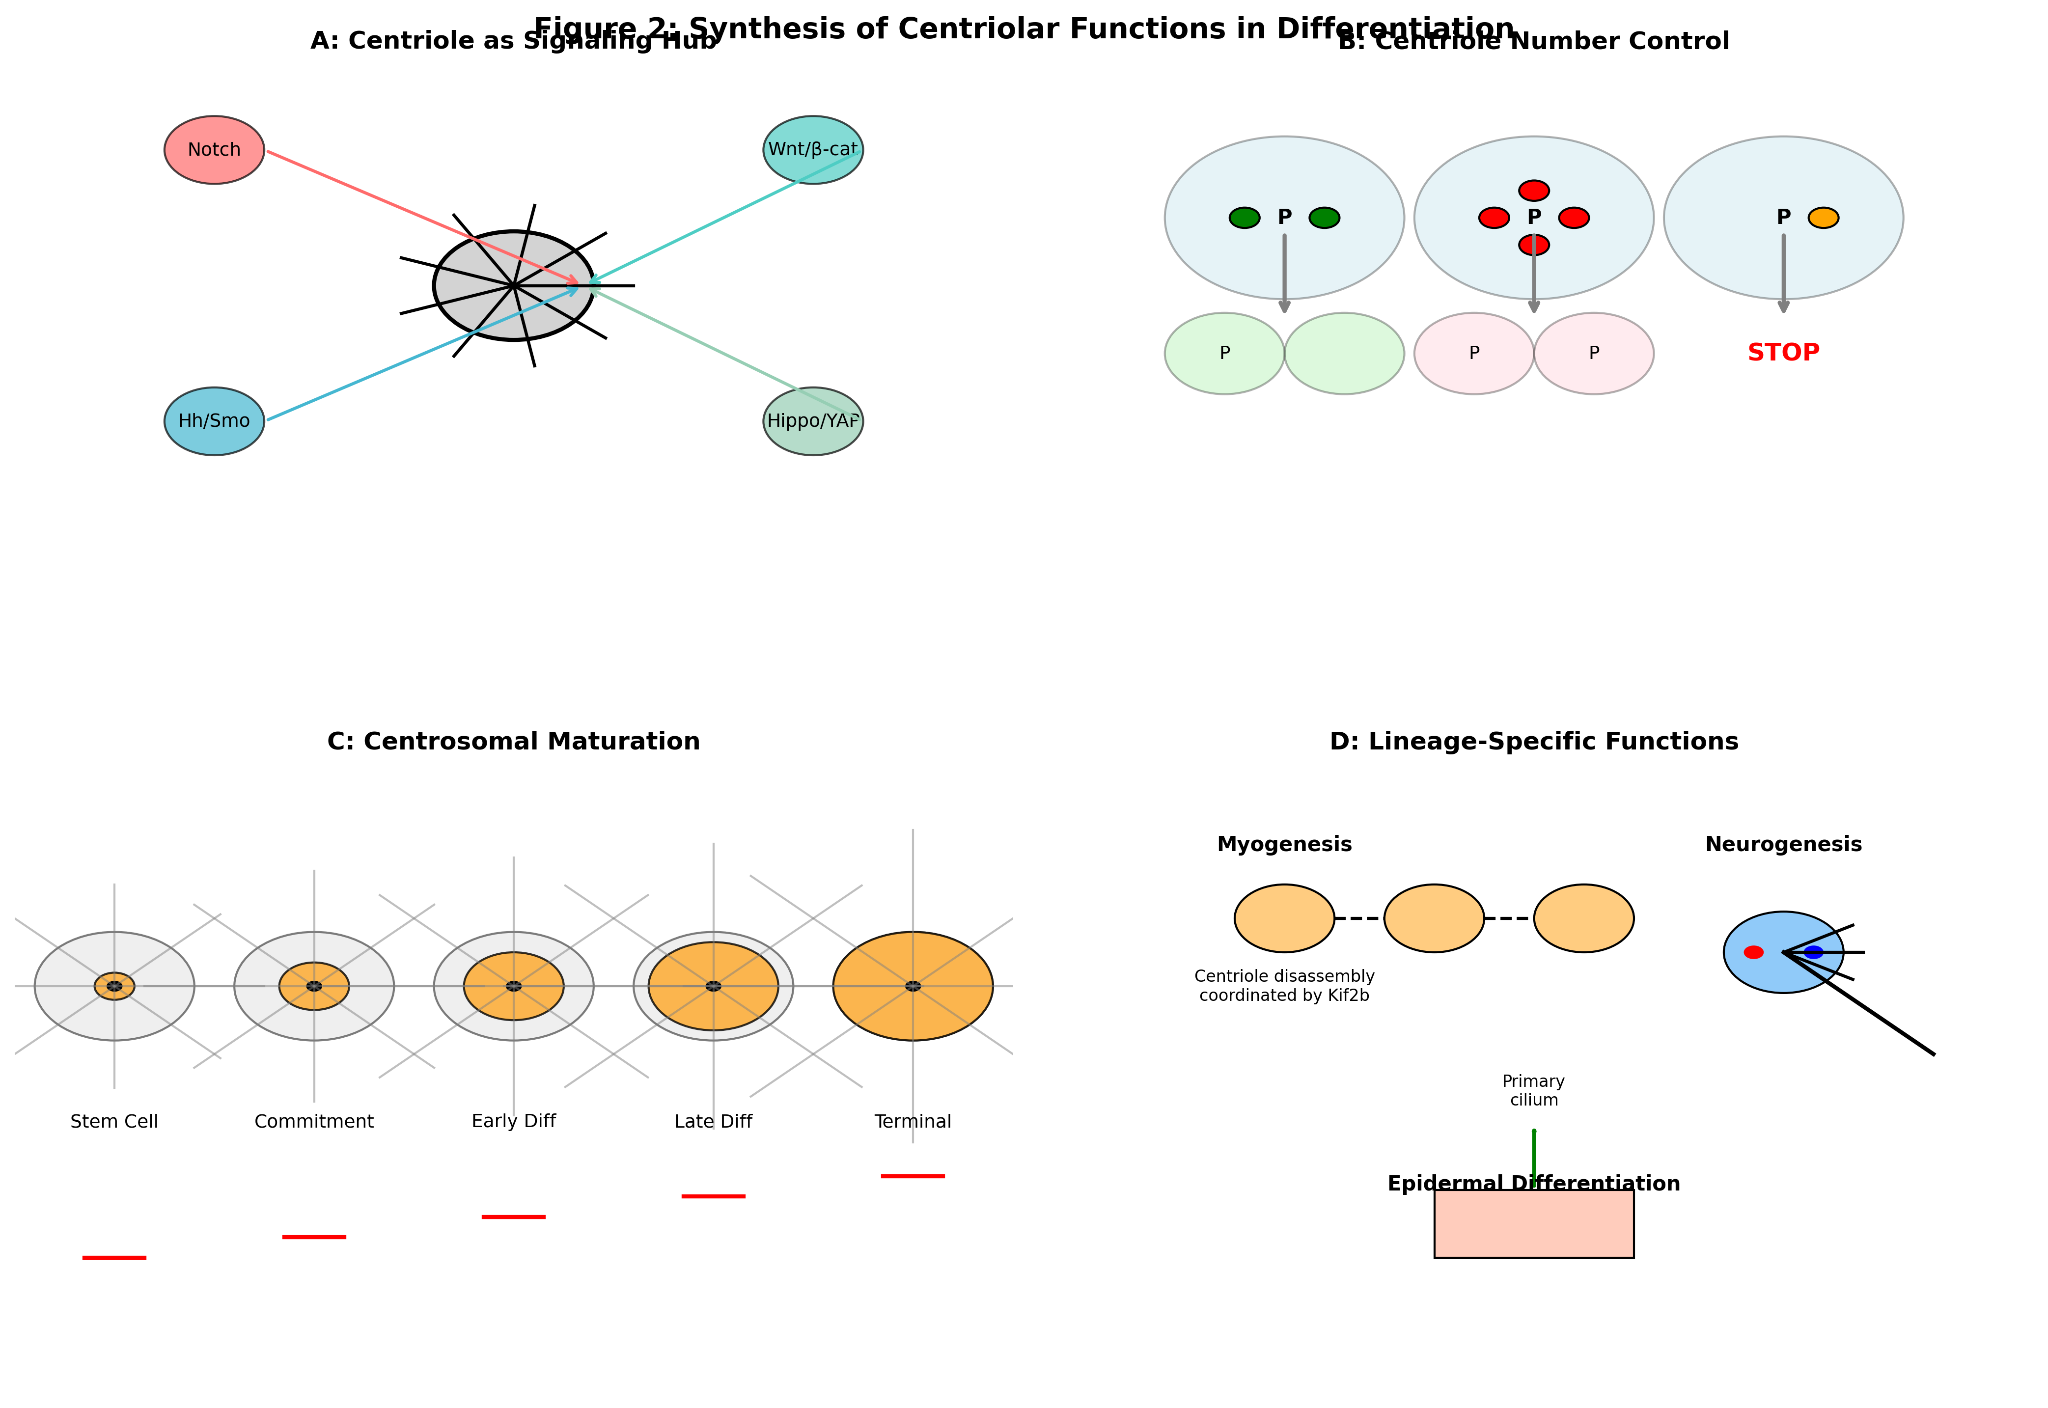 Figure 2: Synthesis of Centriolar Functions in Differentiation
A: Centriole as Signaling Hub
Notch
Wnt/β-cat
Hh/Smo
Hippo/YAP
B: Centriole Number Control
P
P
P
P
P
P
STOP
C: Centrosomal Maturation
Stem Cell
Commitment
Early Diff
Late Diff
Terminal
D: Lineage-Specific Functions
Myogenesis
Neurogenesis
Centriole disassembly
coordinated by Kif2b
Primary
cilium
Epidermal Differentiation